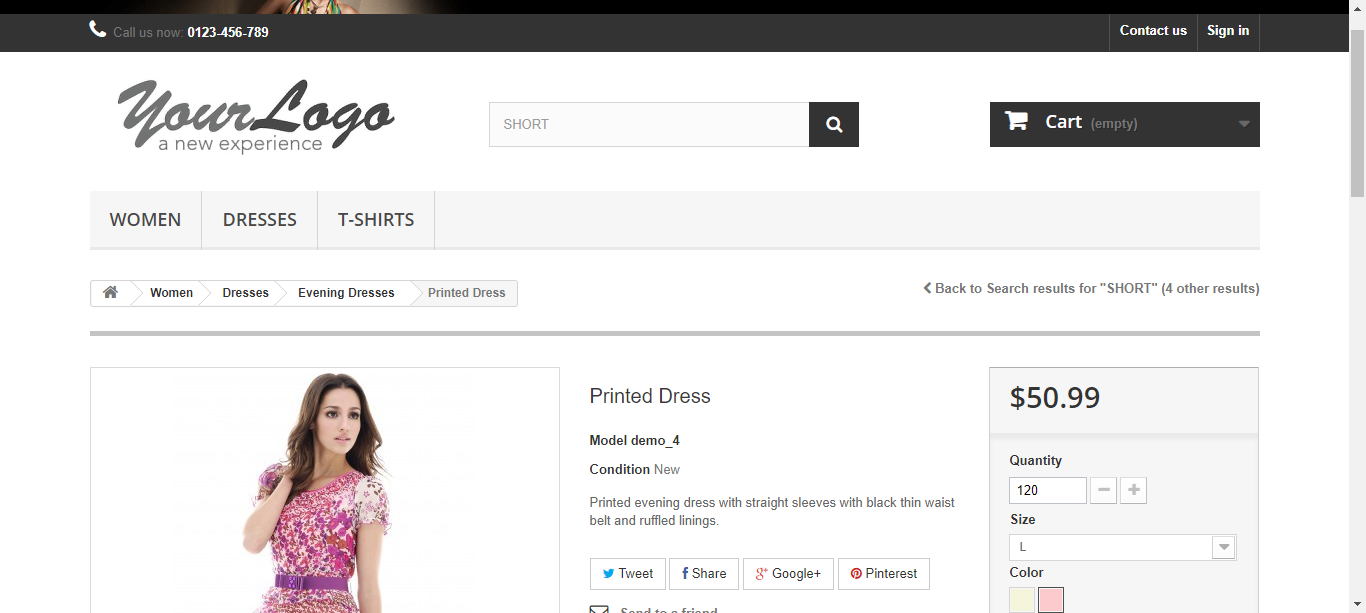 Call us now: 0123-456-789
Contact us
Sign in
YourLogo
a new experience
SHORT
Cart (empty)
WOMEN
DRESSES
T-SHIRTS
Women
Dresses
Evening Dresses
Printed Dress
Back to Search results for "SHORT" (4 other results)
Printed Dress
Model demo_4
Condition New
Printed evening dress with straight sleeves with black thin waist
belt and ruffled linings.
Tweet
Share
Google+
Pinterest
Send to a friend
$50.99
Quantity
120
Size
L
Color